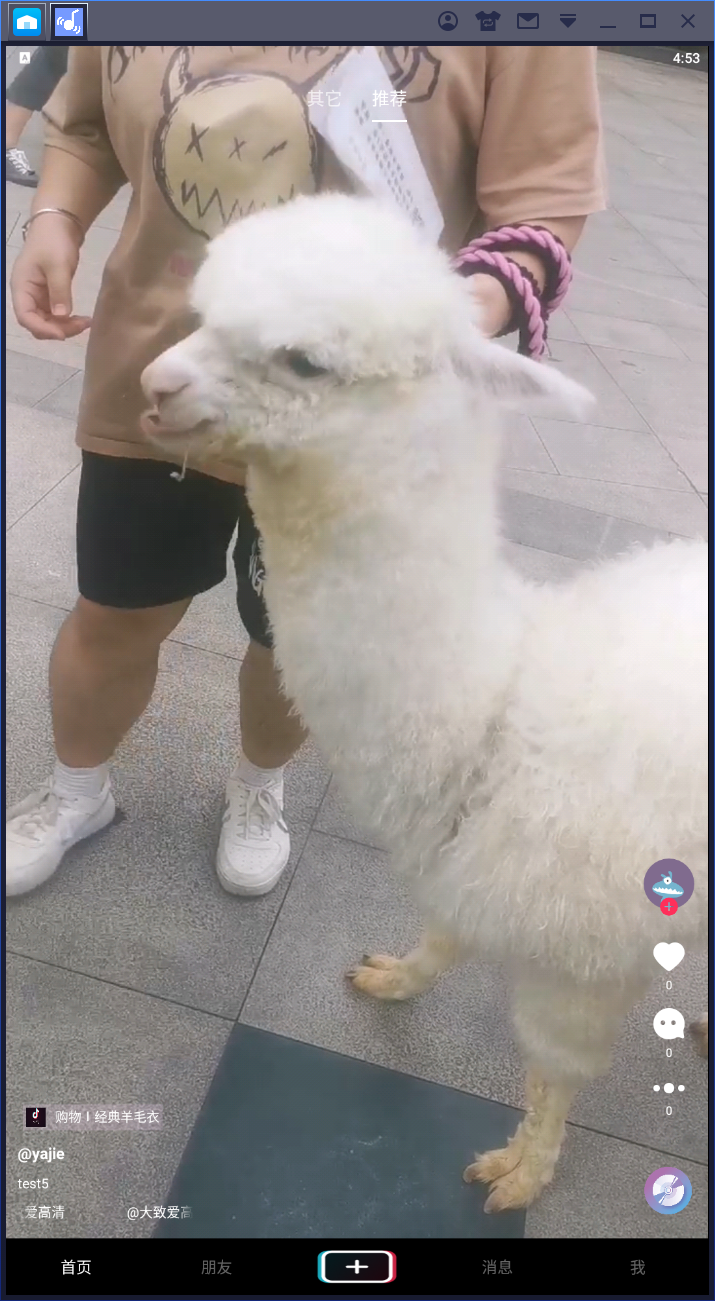 4:53
其它 推荐
0
0
0
购物 | 经典羊毛衣
@yajie
test5
爱高清 @大致爱高
首页 朋友 消息 我